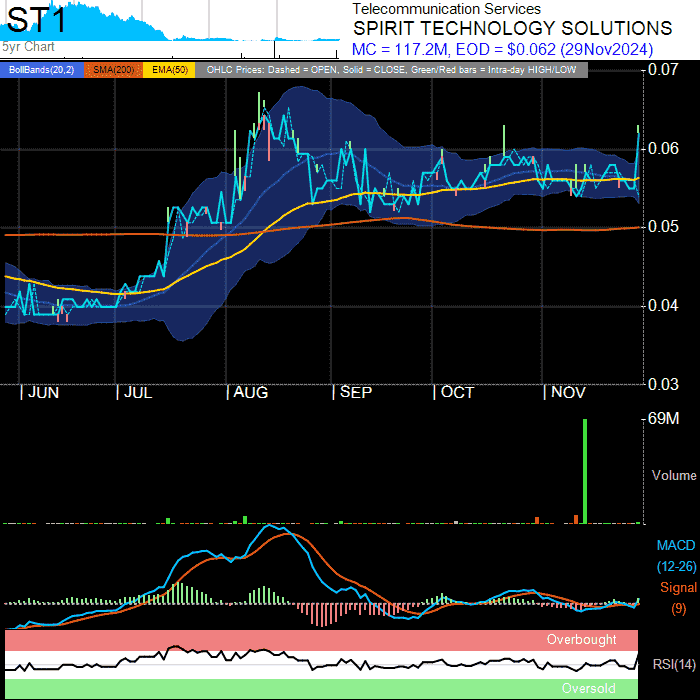 ST1
5yr Chart
Telecommunication Services
SPIRIT TECHNOLOGY SOLUTIONS
MC = 117.2M, EOD = $0.062 (29Nov2024)
BollBands(20,2) SMA(200) EMA(50) OHLC Prices: Dashed = OPEN, Solid = CLOSE, Green/Red bars = Intra-day HIGH/LOW
0.07
0.06
0.05
0.04
0.03
|JUN |JUL |AUG |SEP |OCT |NOV
69M
Volume
MACD
(12-26)
Signal
(9)
Overbought
RSI(14)
Oversold